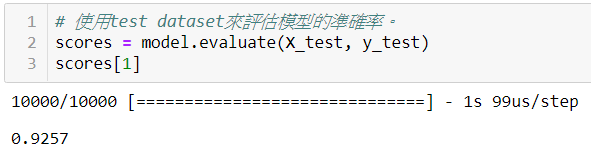 1 # 使用test dataset來評估模型的準確率。
2 scores = model.evaluate(X_test, y_test)
3 scores[1]
10000/10000 [==============================] - 1s 99us/step
0.9257